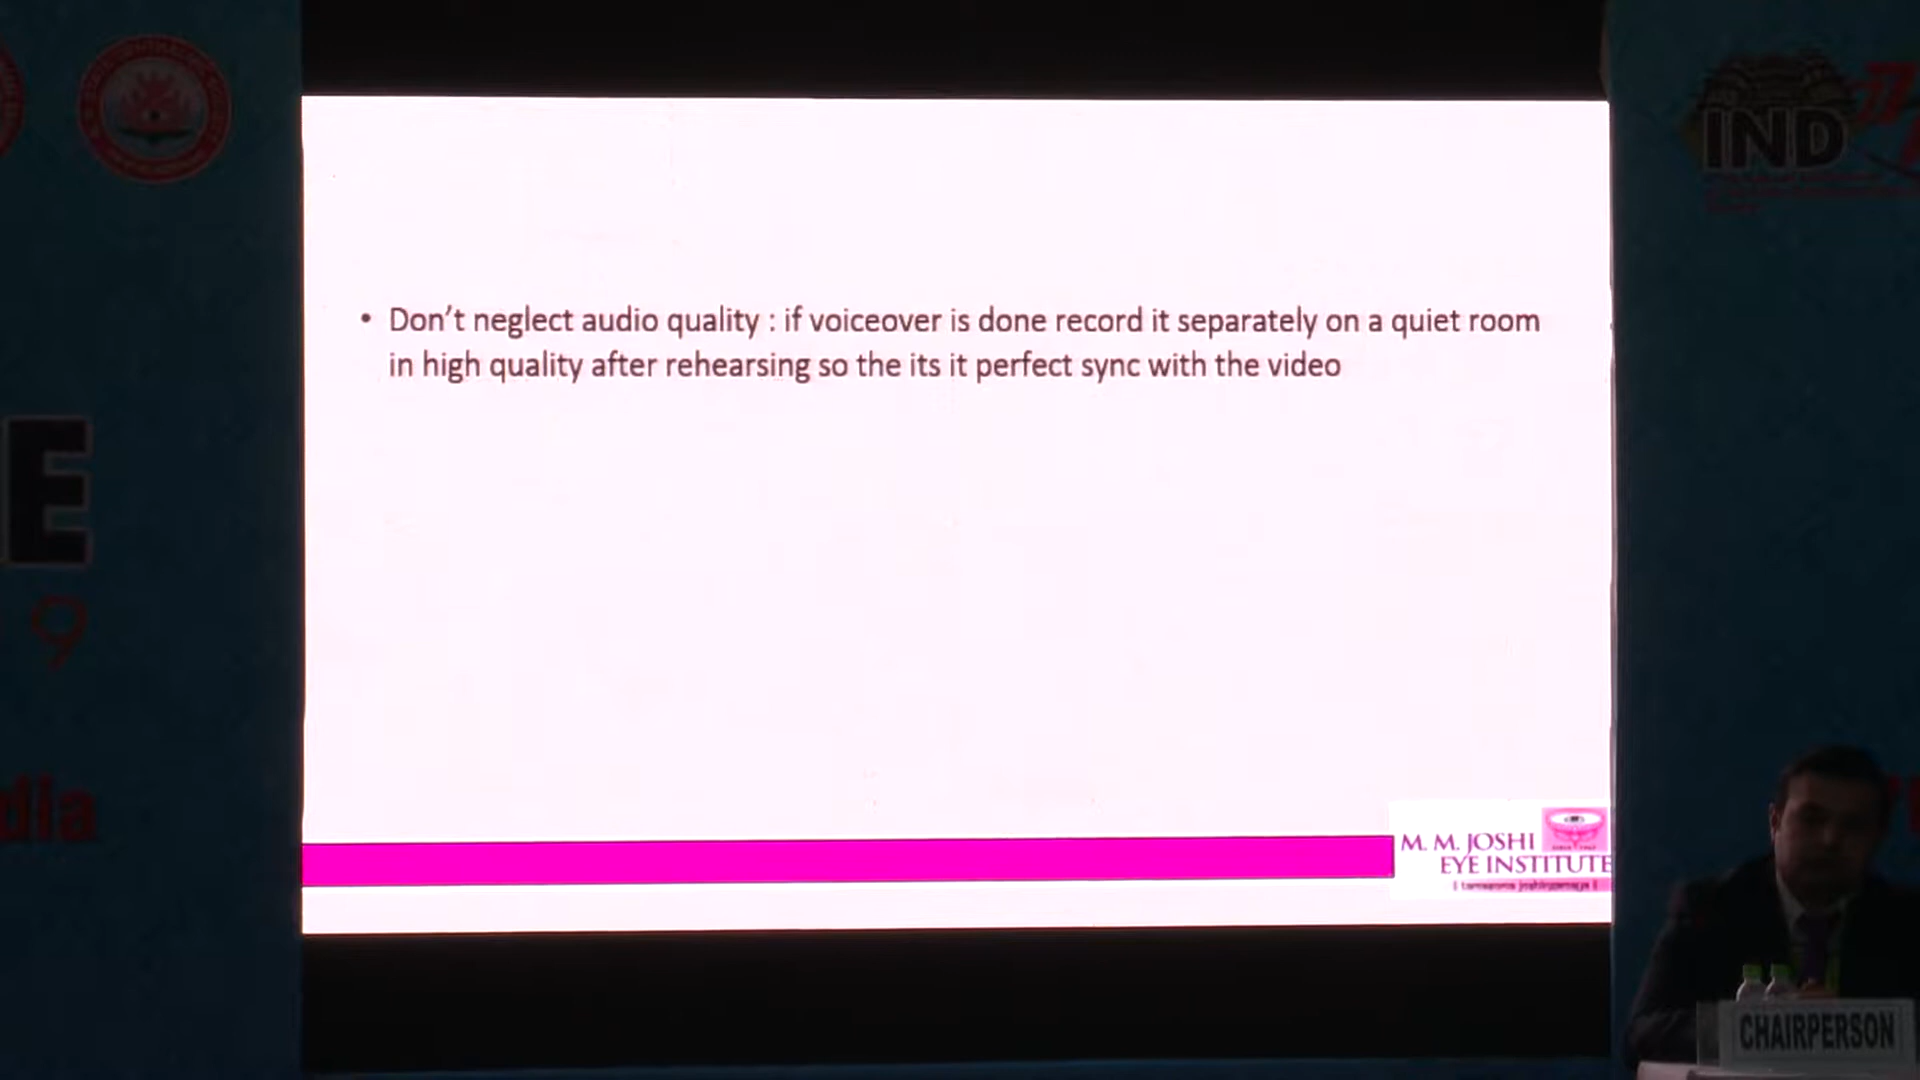 IND
• Don't neglect audio quality : if voiceover is done record it separately on a quiet room
in high quality after rehearsing so the its it perfect sync with the video
E
9
dia
M. M. JOSHI
EYE INSTITUTE
CHAIRPERSON